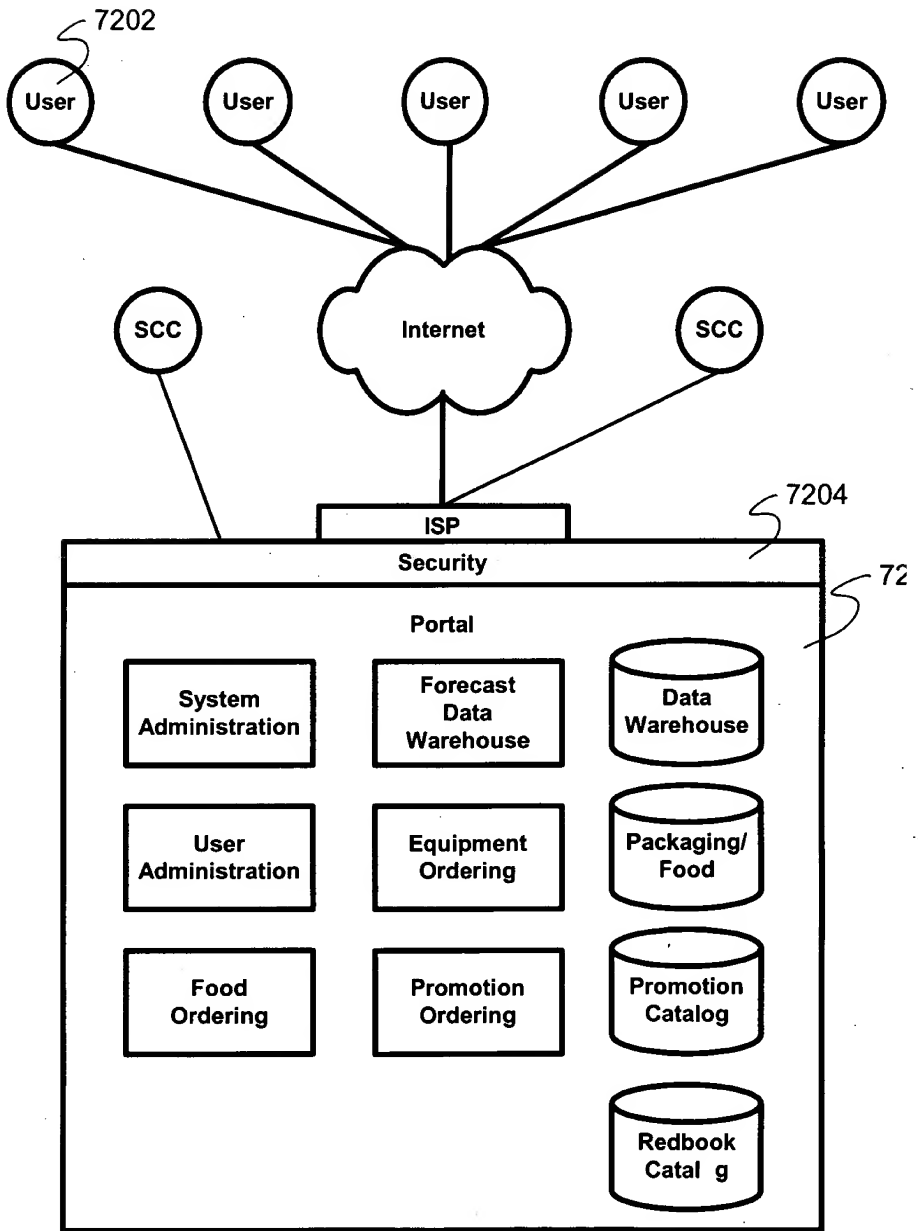 7202
User User User User User
SCC
Internet
SCC
7204
ISP
Security
72
Portal
System
Administration
Forecast
Data
Warehouse
Data
Warehouse
User
Administration
Equipment
Ordering
Packaging/
Food
Food
Ordering
Promotion
Ordering
Promotion
Catalog
Redbook
Catal g